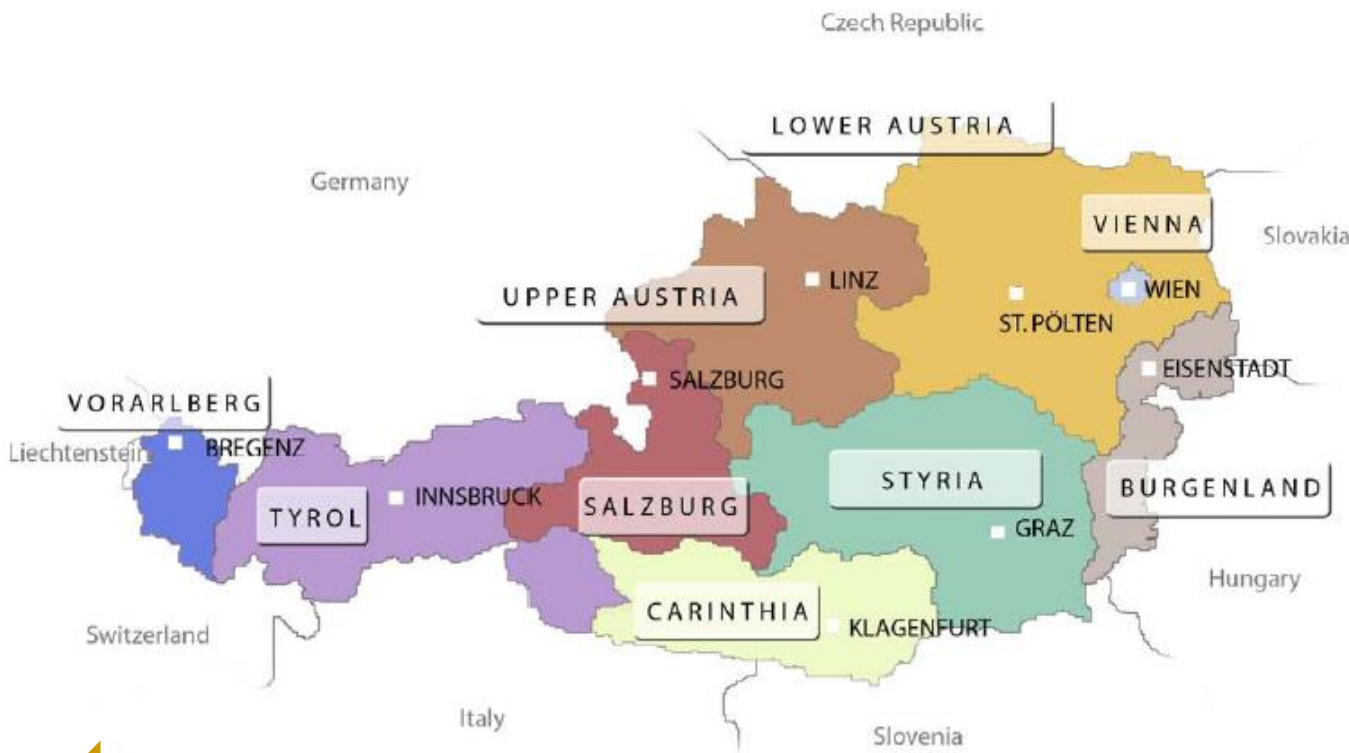 Czech Republic
LOWER AUSTRIA
Germany
VIENNA
Slovakia
LINZ
UPPER AUSTRIA
WIEN
ST. PÖLTEN
EISENSTADT
SALZBURG
VORARLBERG
Liechtenstein
BREGENZ
STYRIA
BURGENLAND
INNSBRUCK
SALZBURG
TYROL
GRAZ
Hungary
CARINTHIA
KLAGENFURT
Switzerland
Italy
Slovenia